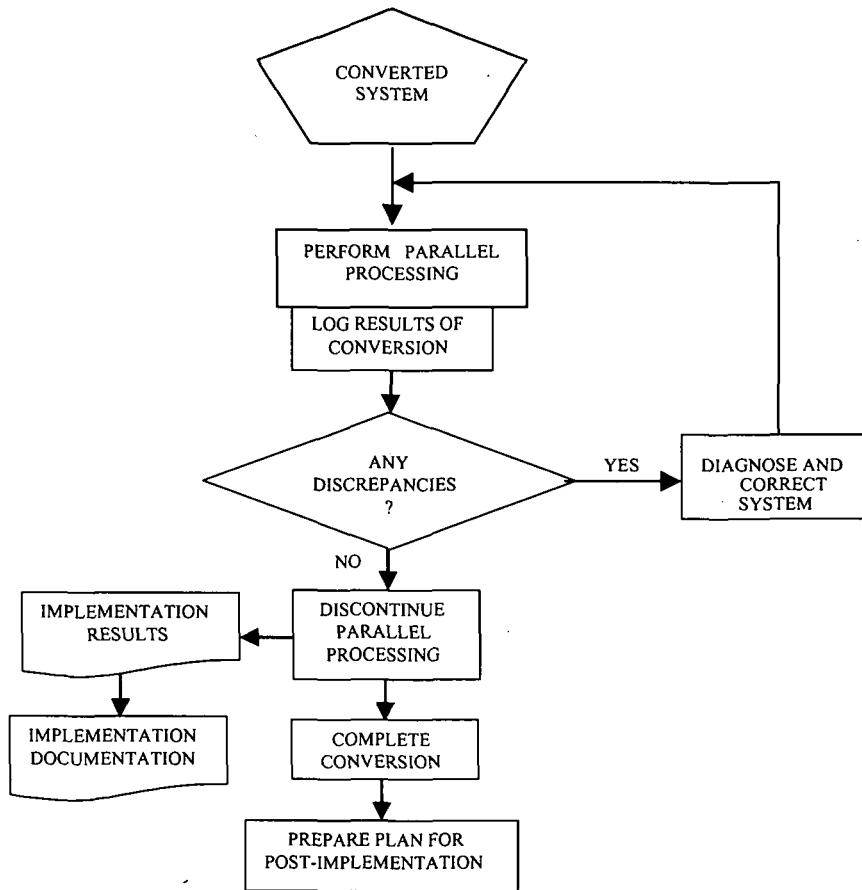 CONVERTED
SYSTEM
PERFORM PARALLEL
PROCESSING
LOG RESULTS OF
CONVERSION
ANY
DISCREPANCIES
?
YES
DIAGNOSE AND
CORRECT
SYSTEM
NO
IMPLEMENTATION
RESULTS
DISCONTINUE
PARALLEL
PROCESSING
IMPLEMENTATION
DOCUMENTATION
COMPLETE
CONVERSION
PREPARE PLAN FOR
POST-IMPLEMENTATION